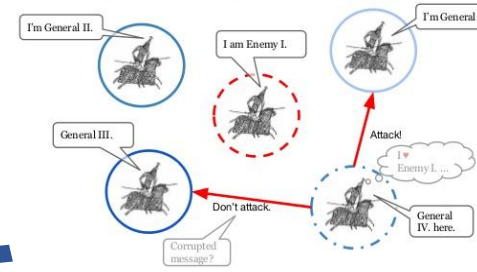 I'm General II.
I'm General
I am Enemy I.
General III.
Attack!
I ♥
Enemy I. ...
Don't attack.
General
IV. here.
Corrupted
message?